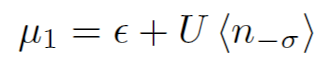 μ₁ = ϵ + U ⟨n₋σ⟩